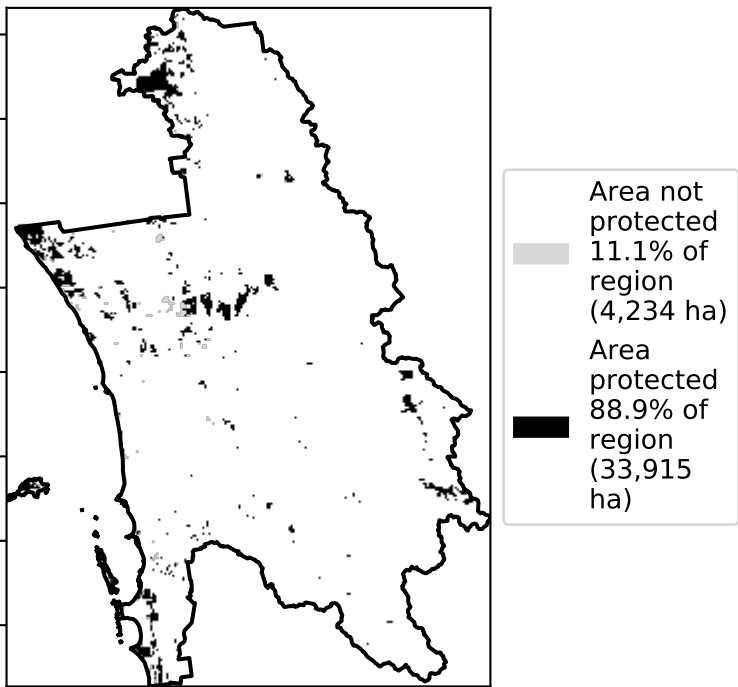 Area not
protected
11.1% of
region
(4,234 ha)
Area
protected
88.9% of
region
(33,915
ha)